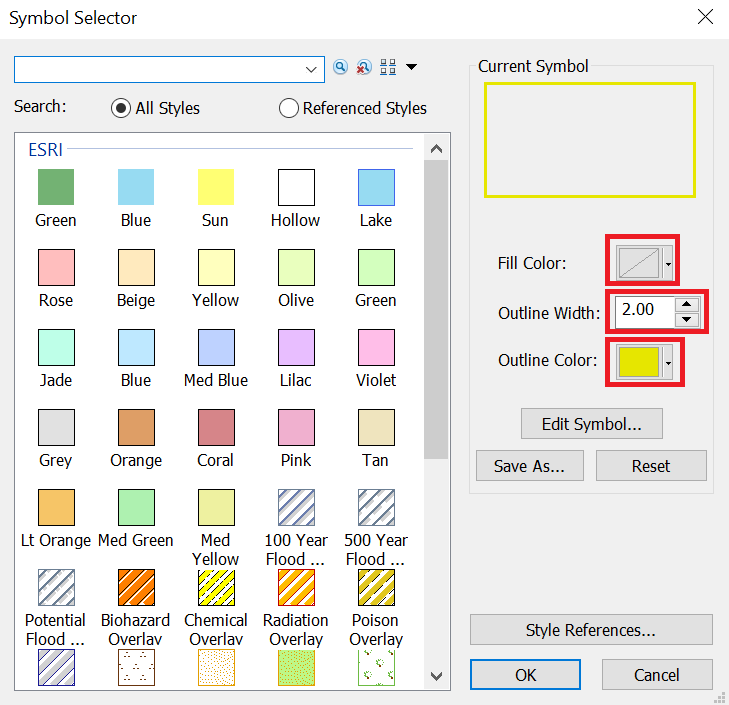 Symbol Selector
Search:
All Styles
Referenced Styles
ESRI
Green
Blue
Sun
Hollow
Lake
Rose
Beige
Yellow
Olive
Green
Jade
Blue
Med Blue
Lilac
Violet
Grey
Orange
Coral
Pink
Tan
Lt Orange
Med Green
Med
Yellow
100 Year
Flood ...
500 Year
Flood ...
Potential
Flood ...
Biohazard
Overlay
Chemical
Overlay
Radiation
Overlay
Poison
Overlay
Current Symbol
Fill Color:
Outline Width:
2.00
Outline Color:
Edit Symbol...
Save As...
Reset
Style References...
OK
Cancel